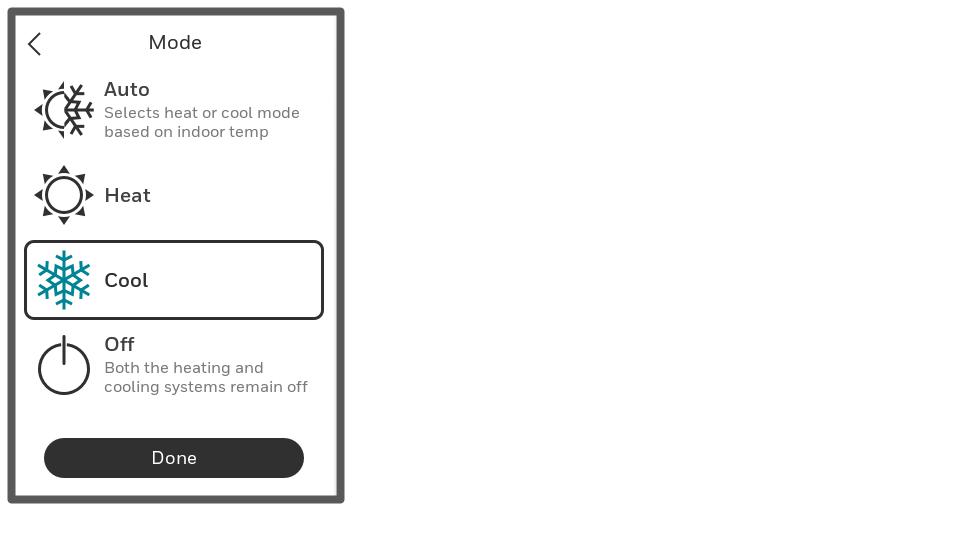 Mode
Auto
Selects heat or cool mode
based on indoor temp
Heat
Cool
Off
Both the heating and
cooling systems remain off
Done